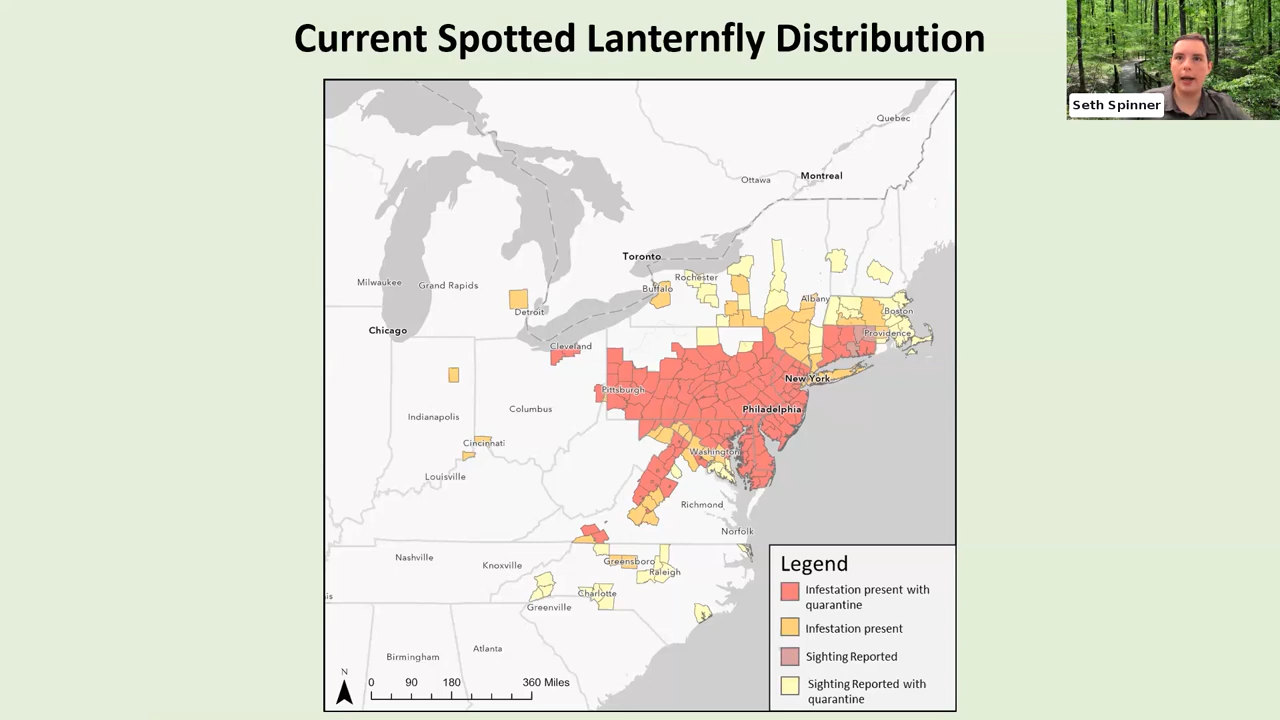 Current Spotted Lanternfly Distribution
Seth Spinner
Quebec
Ottawa
Montreal
Toronto
Rochester
Milwaukee
Grand Rapids
Buffalo
Albany
Detroit
Boston
Chicago
Providence
Cleveland
New York
Pittsburgh
Columbus
Philadelphia
Indianapolis
Cincinnati
Washington
Louisville
Richmond
Norfolk
Nashville
Knoxville
Greensboro
Raleigh
Charlotte
is
Greenville
Atlanta
Birmingham
N
0 90 180 360 Miles
Legend
Infestation present with
quarantine
Infestation present
Sighting Reported
Sighting Reported with
quarantine